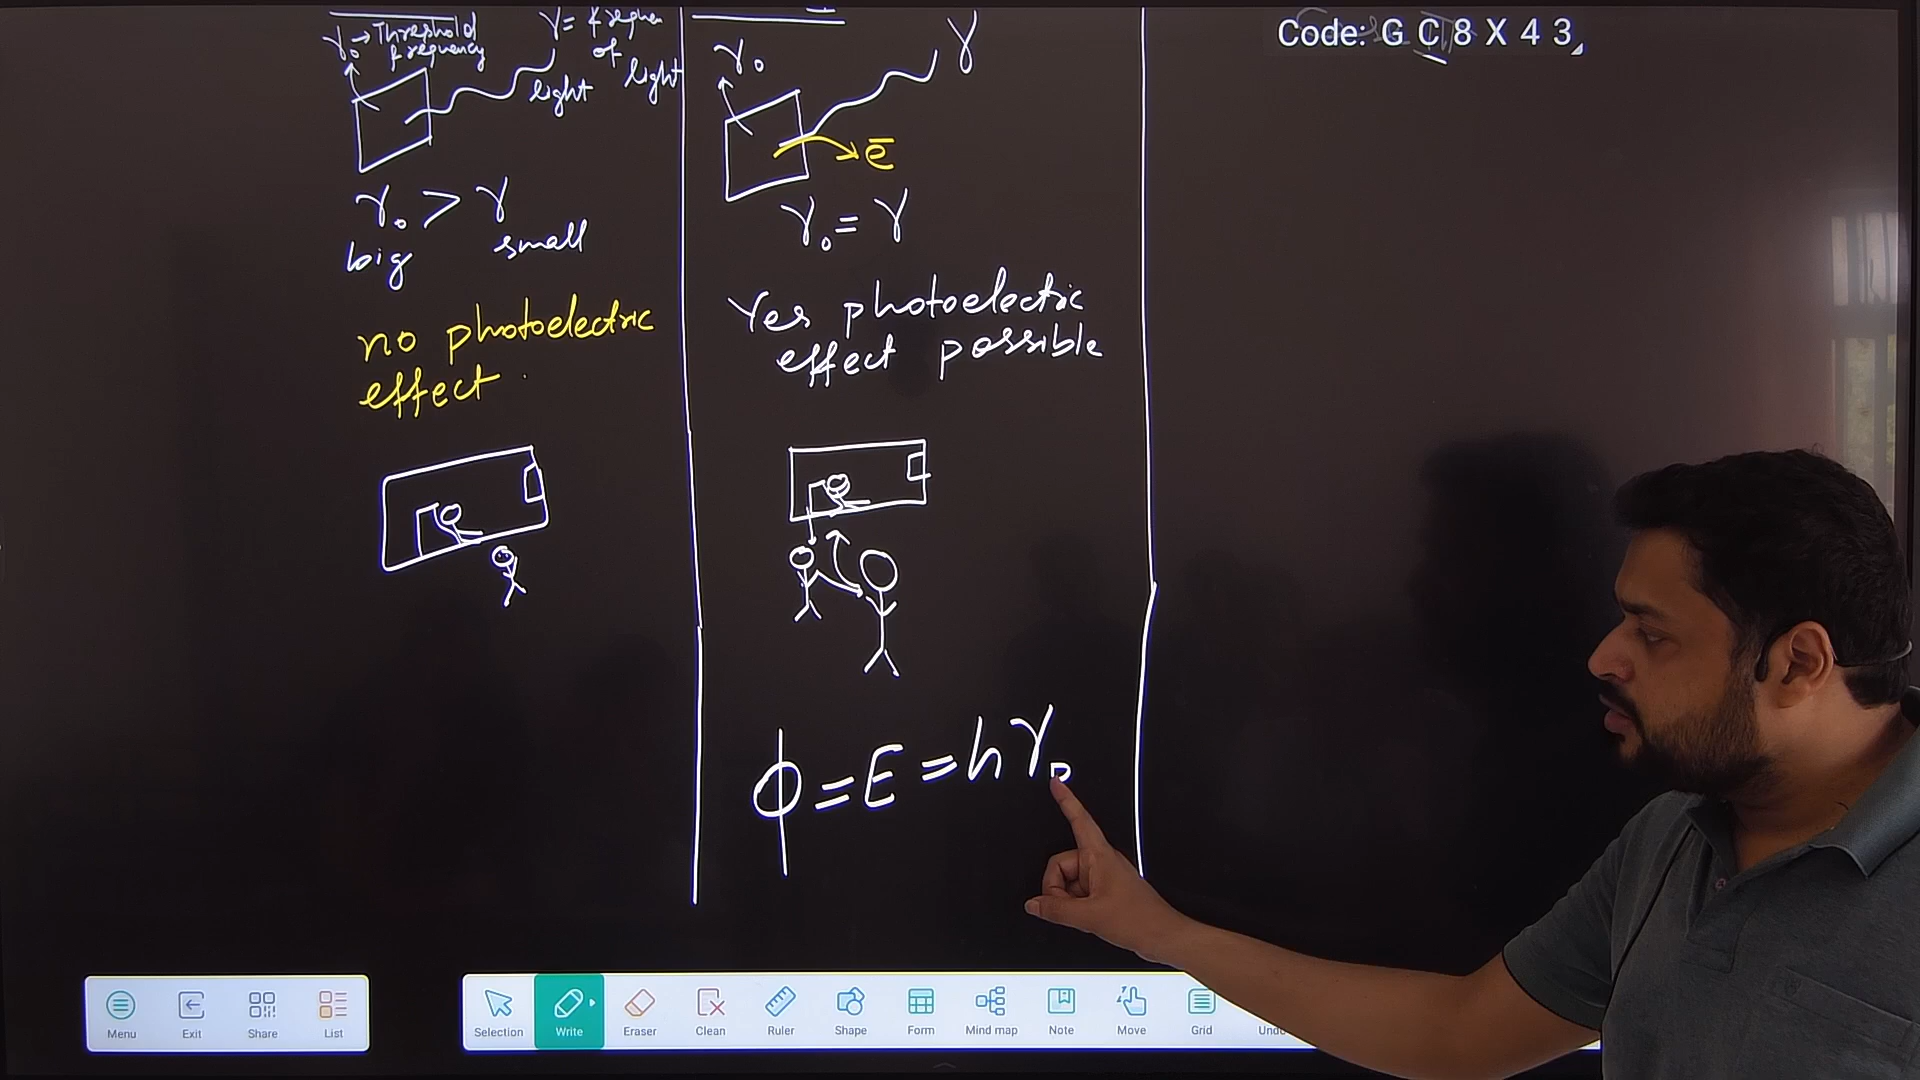 γ₀ → Threshold frequency
γ = frequen of light
light
γ₀ > γ
big small
no photoelectric
effect
γ₀
γ
e̅
γ₀ = γ
Yes photoelectric
effect possible
ϕ = E = hγ₀
Code: G C 8 X 4 3
Menu Exit Share List
Selection Write Eraser Clean Ruler Shape Form Mind map Note Move Grid Undo